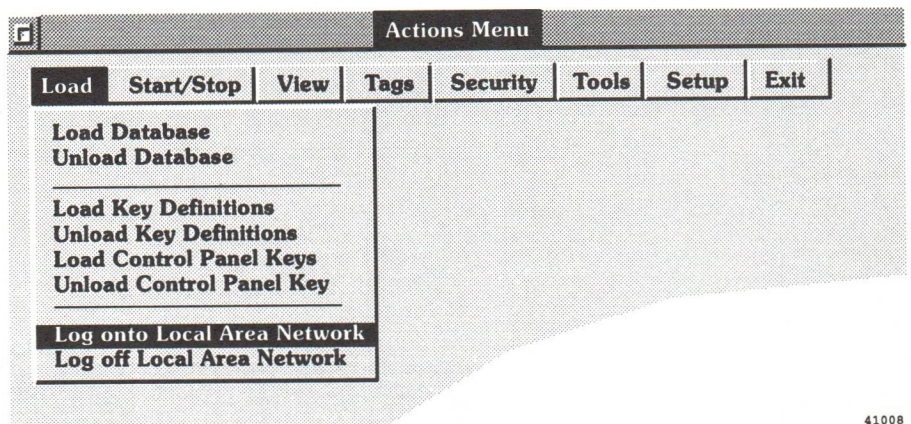 F
Actions Menu
Load Start/Stop View Tags Security Tools Setup Exit
Load Database
Unload Database
Load Key Definitions
Unload Key Definitions
Load Control Panel Keys
Unload Control Panel Key
Log onto Local Area Network
Log off Local Area Network
41008